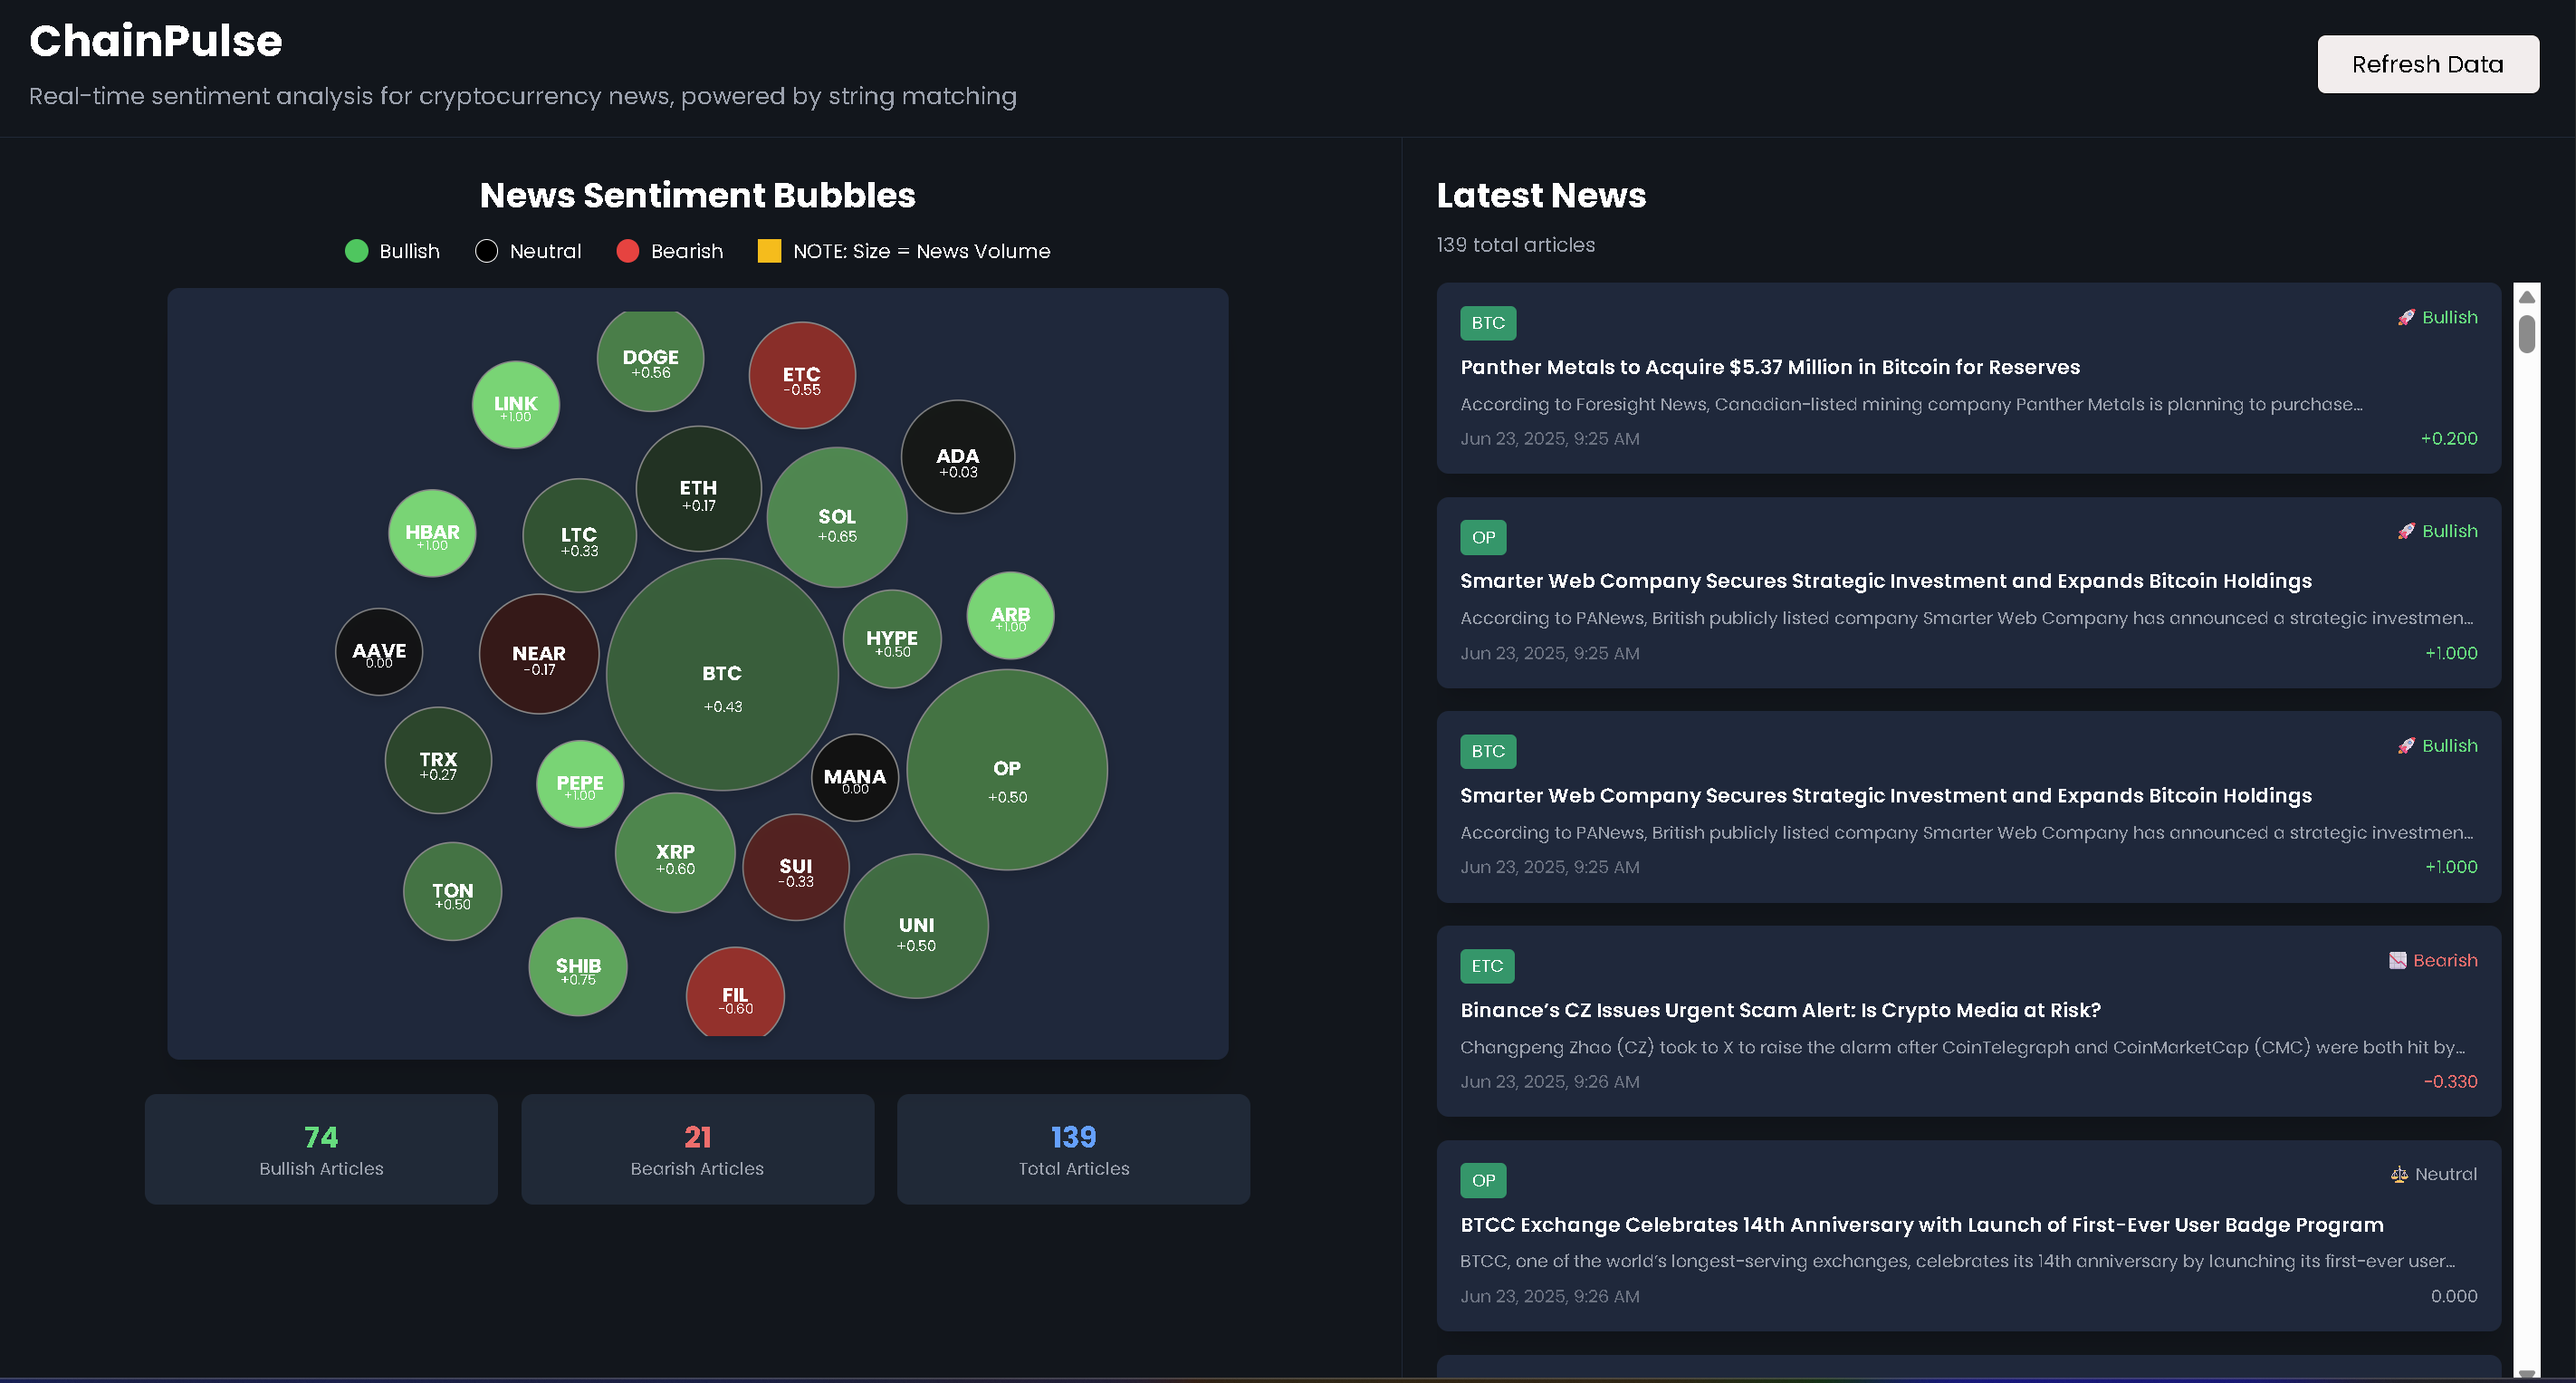 ChainPulse
Real-time sentiment analysis for cryptocurrency news, powered by string matching
Refresh Data
News Sentiment Bubbles
Bullish
Neutral
Bearish
NOTE: Size = News Volume
DOGE
+0.56
ETC
-0.55
LINK
+1.00
ADA
+0.03
ETH
+0.17
SOL
+0.65
HBAR
+1.00
LTC
+0.33
ARB
+1.00
HYPE
+0.50
AAVE
0.00
NEAR
-0.17
BTC
+0.43
TRX
+0.27
PEPE
+1.00
MANA
0.00
OP
+0.50
XRP
+0.60
SUI
-0.33
TON
+0.50
UNI
+0.50
SHIB
+0.75
FIL
-0.60
74
Bullish Articles
21
Bearish Articles
139
Total Articles
Latest News
139 total articles
BTC
🚀 Bullish
Panther Metals to Acquire $5.37 Million in Bitcoin for Reserves
According to Foresight News, Canadian-listed mining company Panther Metals is planning to purchase...
Jun 23, 2025, 9:25 AM
+0.200
OP
🚀 Bullish
Smarter Web Company Secures Strategic Investment and Expands Bitcoin Holdings
According to PANews, British publicly listed company Smarter Web Company has announced a strategic investmen...
Jun 23, 2025, 9:25 AM
+1.000
BTC
🚀 Bullish
Smarter Web Company Secures Strategic Investment and Expands Bitcoin Holdings
According to PANews, British publicly listed company Smarter Web Company has announced a strategic investmen...
Jun 23, 2025, 9:25 AM
+1.000
ETC
📉 Bearish
Binance’s CZ Issues Urgent Scam Alert: Is Crypto Media at Risk?
Changpeng Zhao (CZ) took to X to raise the alarm after CoinTelegraph and CoinMarketCap (CMC) were both hit by...
Jun 23, 2025, 9:26 AM
-0.330
OP
⚖️ Neutral
BTCC Exchange Celebrates 14th Anniversary with Launch of First-Ever User Badge Program
BTCC, one of the world’s longest-serving exchanges, celebrates its 14th anniversary by launching its first-ever user...
Jun 23, 2025, 9:26 AM
0.000